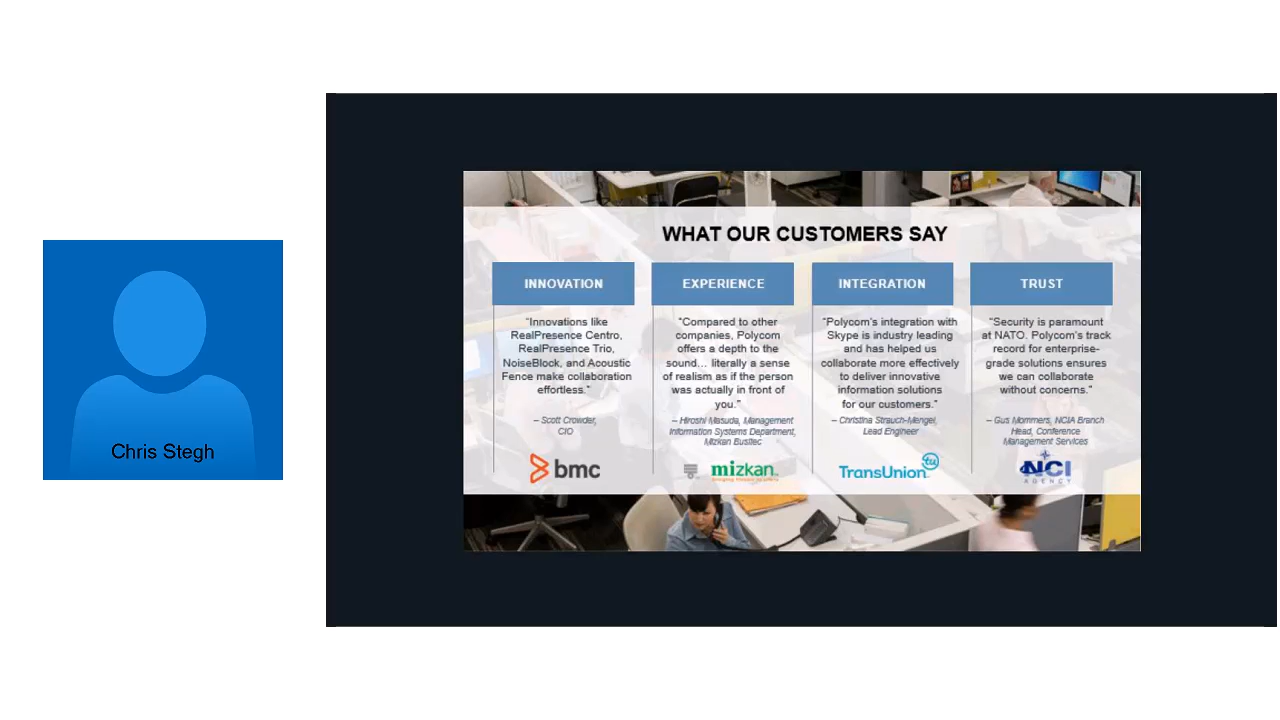 Chris Stegh
WHAT OUR CUSTOMERS SAY
INNOVATION
“Innovations like
RealPresence Centro,
RealPresence Trio,
NoiseBlock, and Acoustic
Fence make collaboration
effortless.”
– Scott Crowder,
CIO
bmc
EXPERIENCE
“Compared to other
companies, Polycom
offers a depth to the
sound… literally a sense
of realism as if the person
was actually in front of
you.”
– Hiroshi Masuda, Management
Information Systems Department,
Mizkan Busitec
mizkan
INTEGRATION
“Polycom’s integration with
Skype is industry leading
and has helped us
collaborate more effectively
to deliver innovative
information solutions
for our customers.”
– Christina Strauch-Mengel,
Lead Engineer
TransUnion
tu
TRUST
“Security is paramount
at NATO. Polycom’s track
record for enterprise-
grade solutions ensures
we can collaborate
without concerns.”
– Gus Mommers, NCIA Branch
Head, Conference
Management Services
NCI
AGENCY